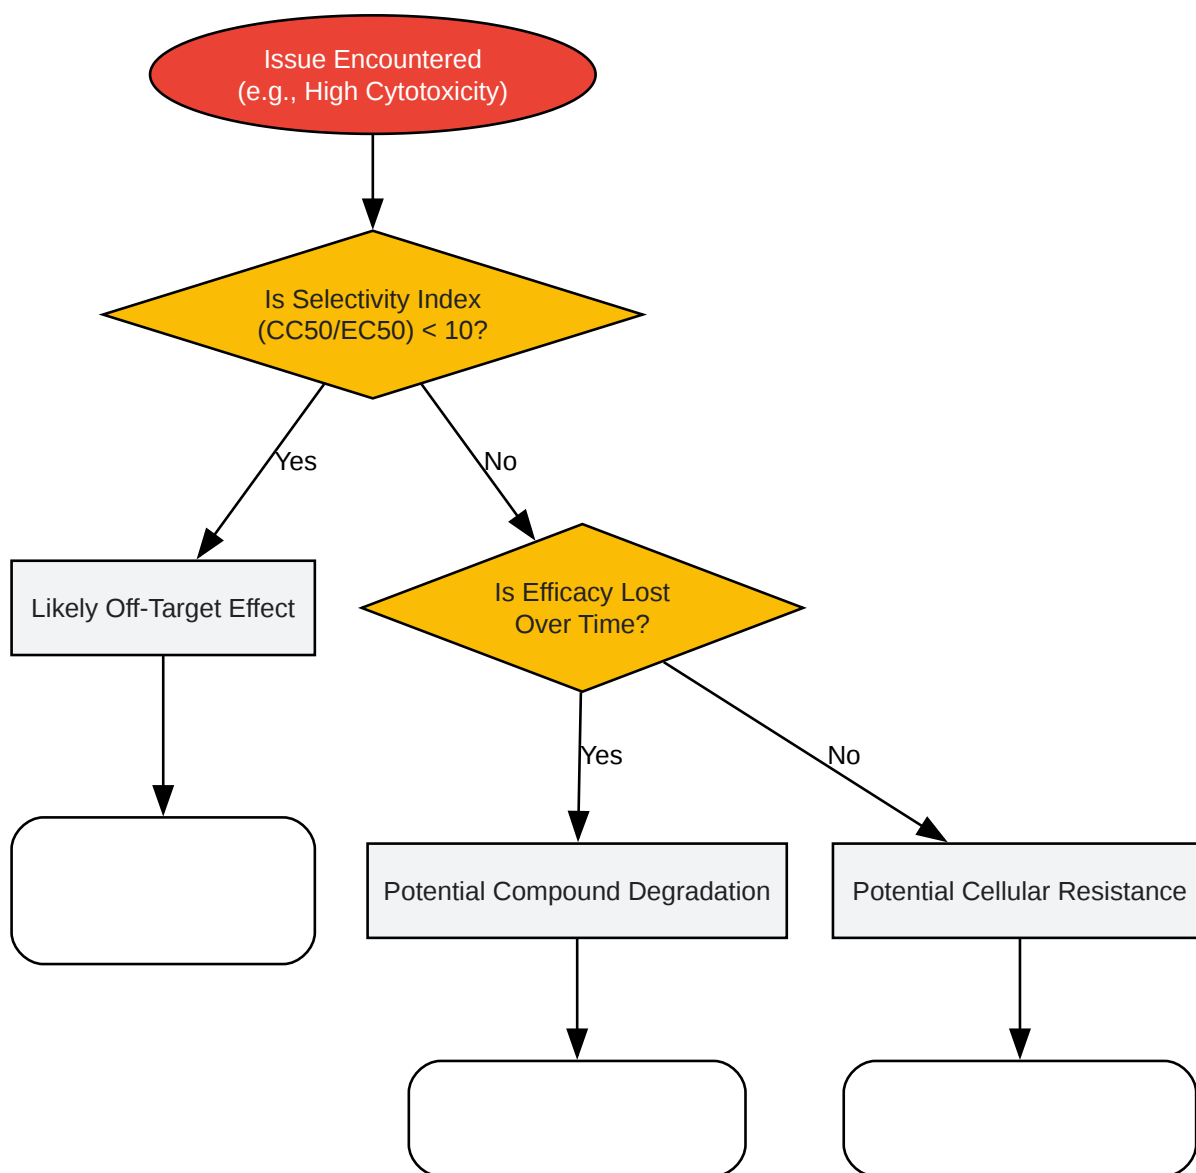 Issue Encountered
(e.g., High Cytotoxicity)
Is Selectivity Index
(CC50/EC50) < 10?
Yes
No
Likely Off-Target Effect
Is Efficacy Lost
Over Time?
Yes
No
Potential Compound Degradation
Potential Cellular Resistance